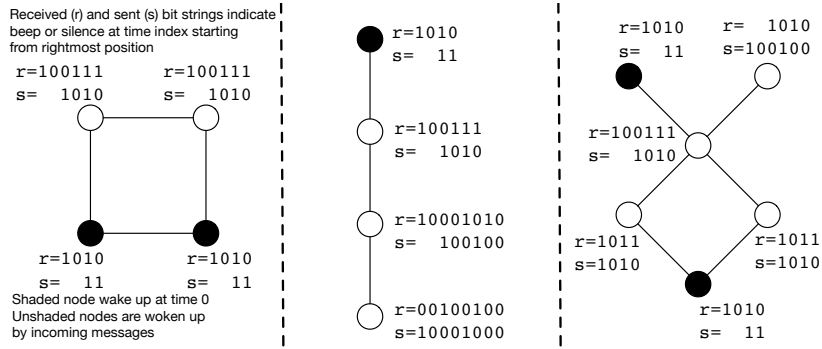 Received (r) and sent (s) bit strings indicate
beep or silence at time index starting
from rightmost position
r=100111
s=  1010
r=100111
s=  1010
r=1010
s=  11
r=1010
s=  11
Shaded node wake up at time 0
Unshaded nodes are woken up
by incoming messages
r=1010
s=  11
r=100111
s=  1010
r=10001010
s=  100100
r=00100100
s=10001000
r=1010
s=  11
r=  1010
s=100100
r=100111
s=  1010
r=1011
s=1010
r=1011
s=1010
r=1010
s=  11